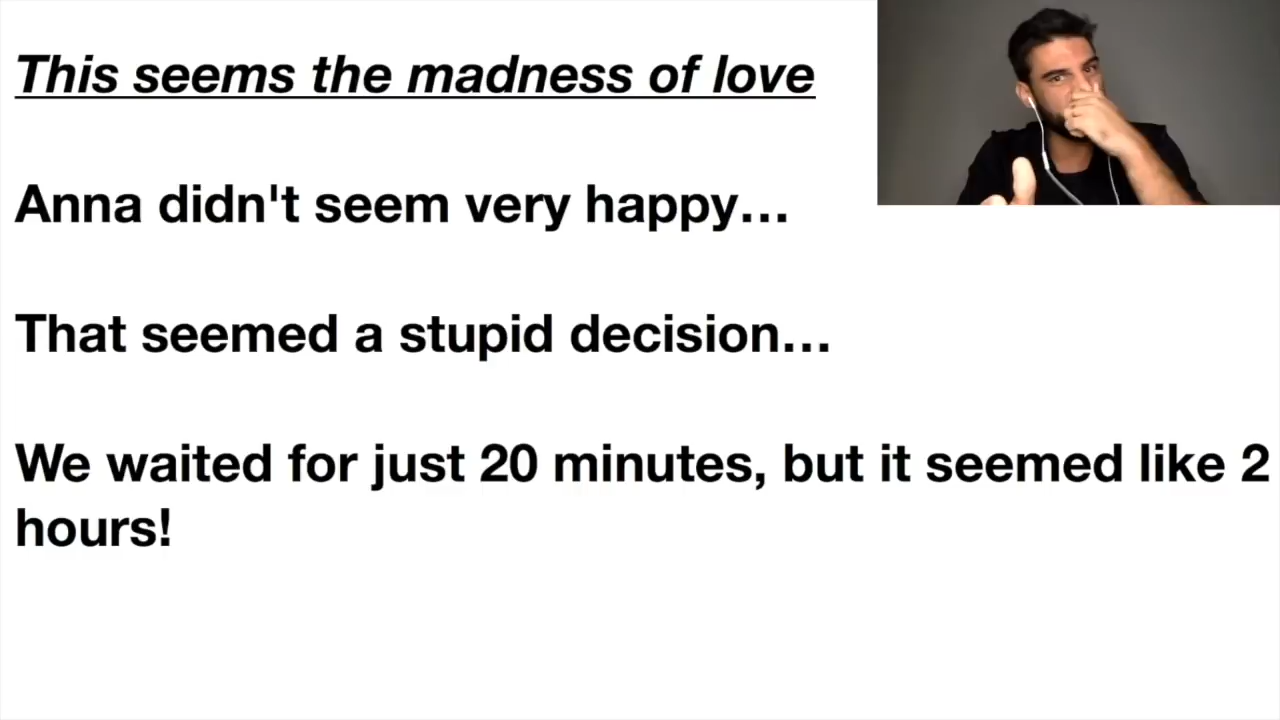 This seems the madness of love
Anna didn't seem very happy...
That seemed a stupid decision...
We waited for just 20 minutes, but it seemed like 2
hours!